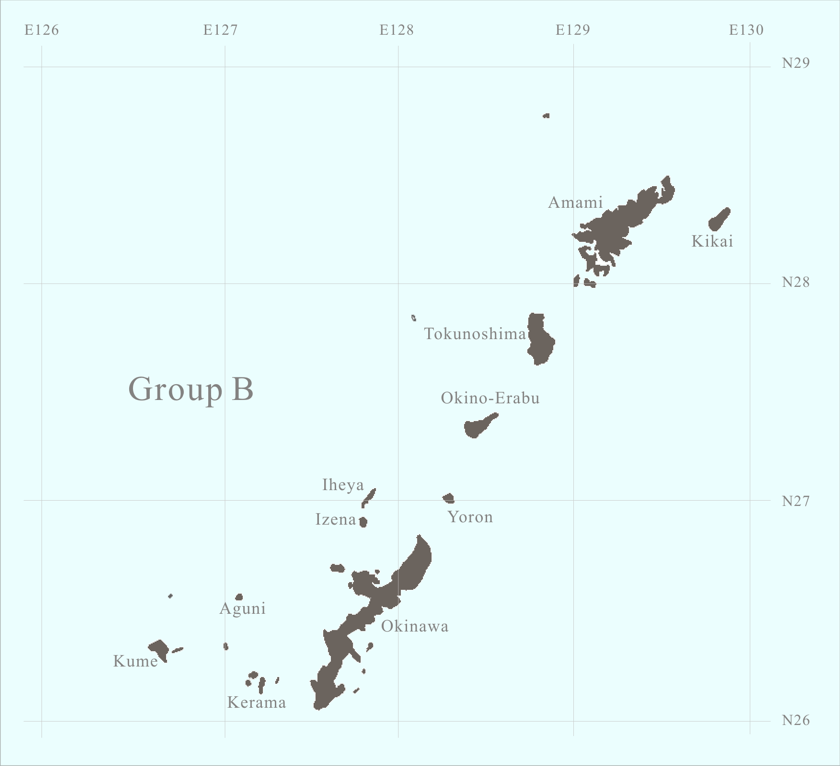 E126 E127 E128 E129 E130
N29
Amami
Kikai
N28
Tokunoshima
Group B
Okino-Erabu
Iheya
N27
Izena
Yoron
Aguni
Okinawa
Kume
Kerama
N26